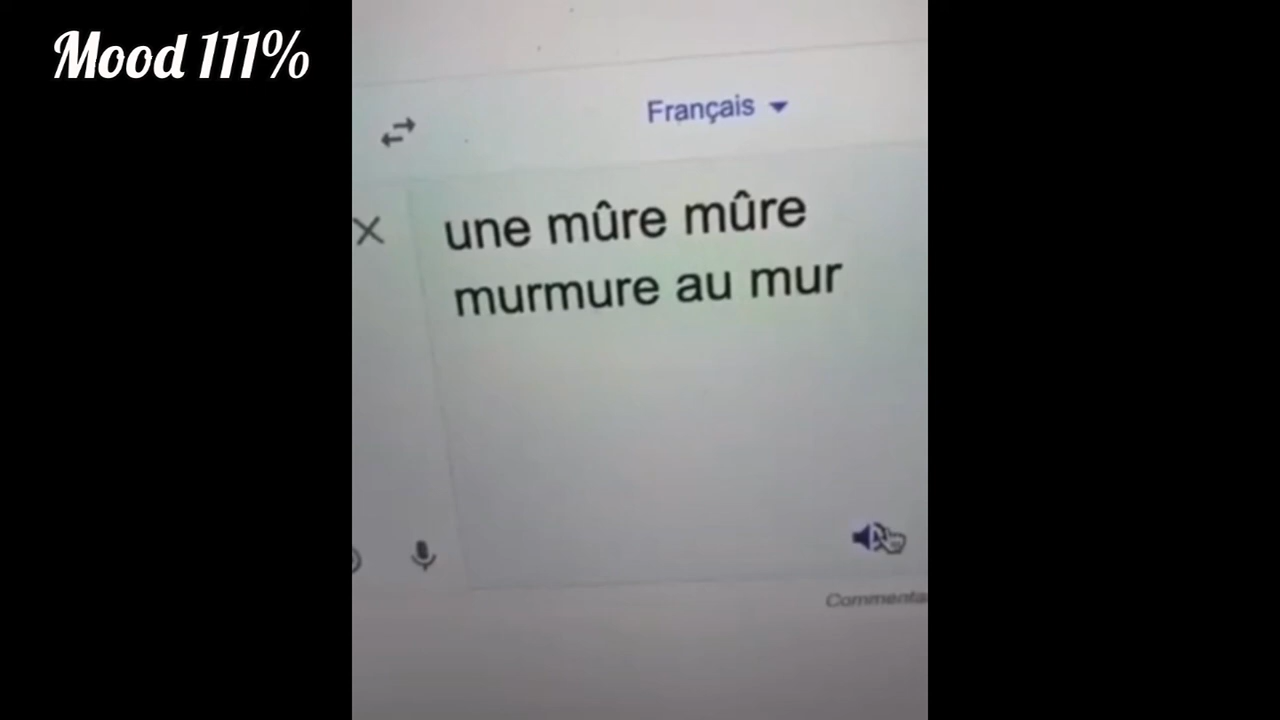 Mood 111%
Français
une mûre mûre
murmure au mur